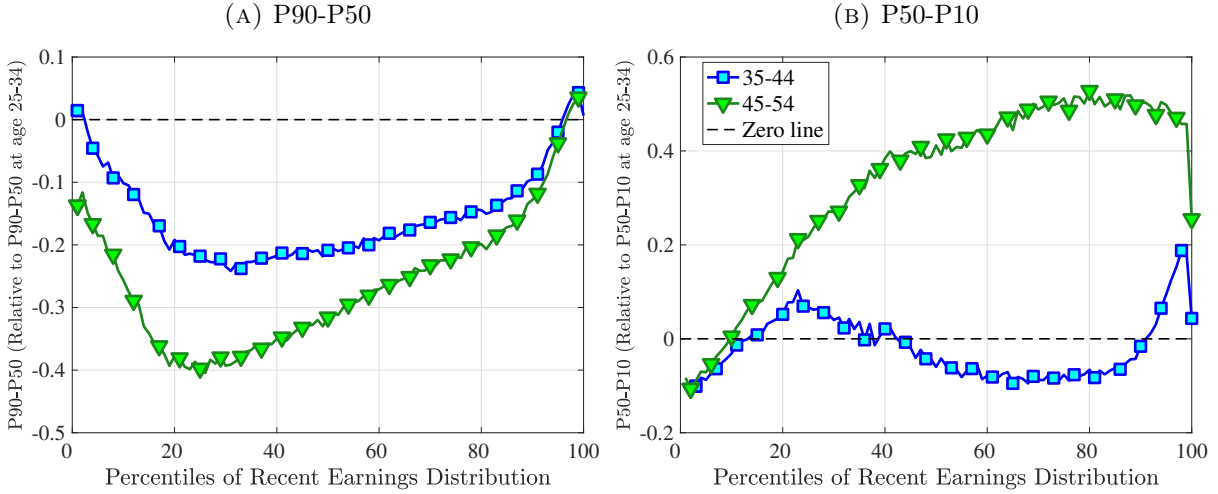 (A) P90-P50
P90-P50 (Relative to P90-P50 at age 25-34)
0.1
0
-0.1
-0.2
-0.3
-0.4
-0.5
0 20 40 60 80 100
Percentiles of Recent Earnings Distribution
(B) P50-P10
P50-P10 (Relative to P50-P10 at age 25-34)
0.6
0.4
0.2
0
-0.2
35-44
45-54
Zero line
0 20 40 60 80 100
Percentiles of Recent Earnings Distribution